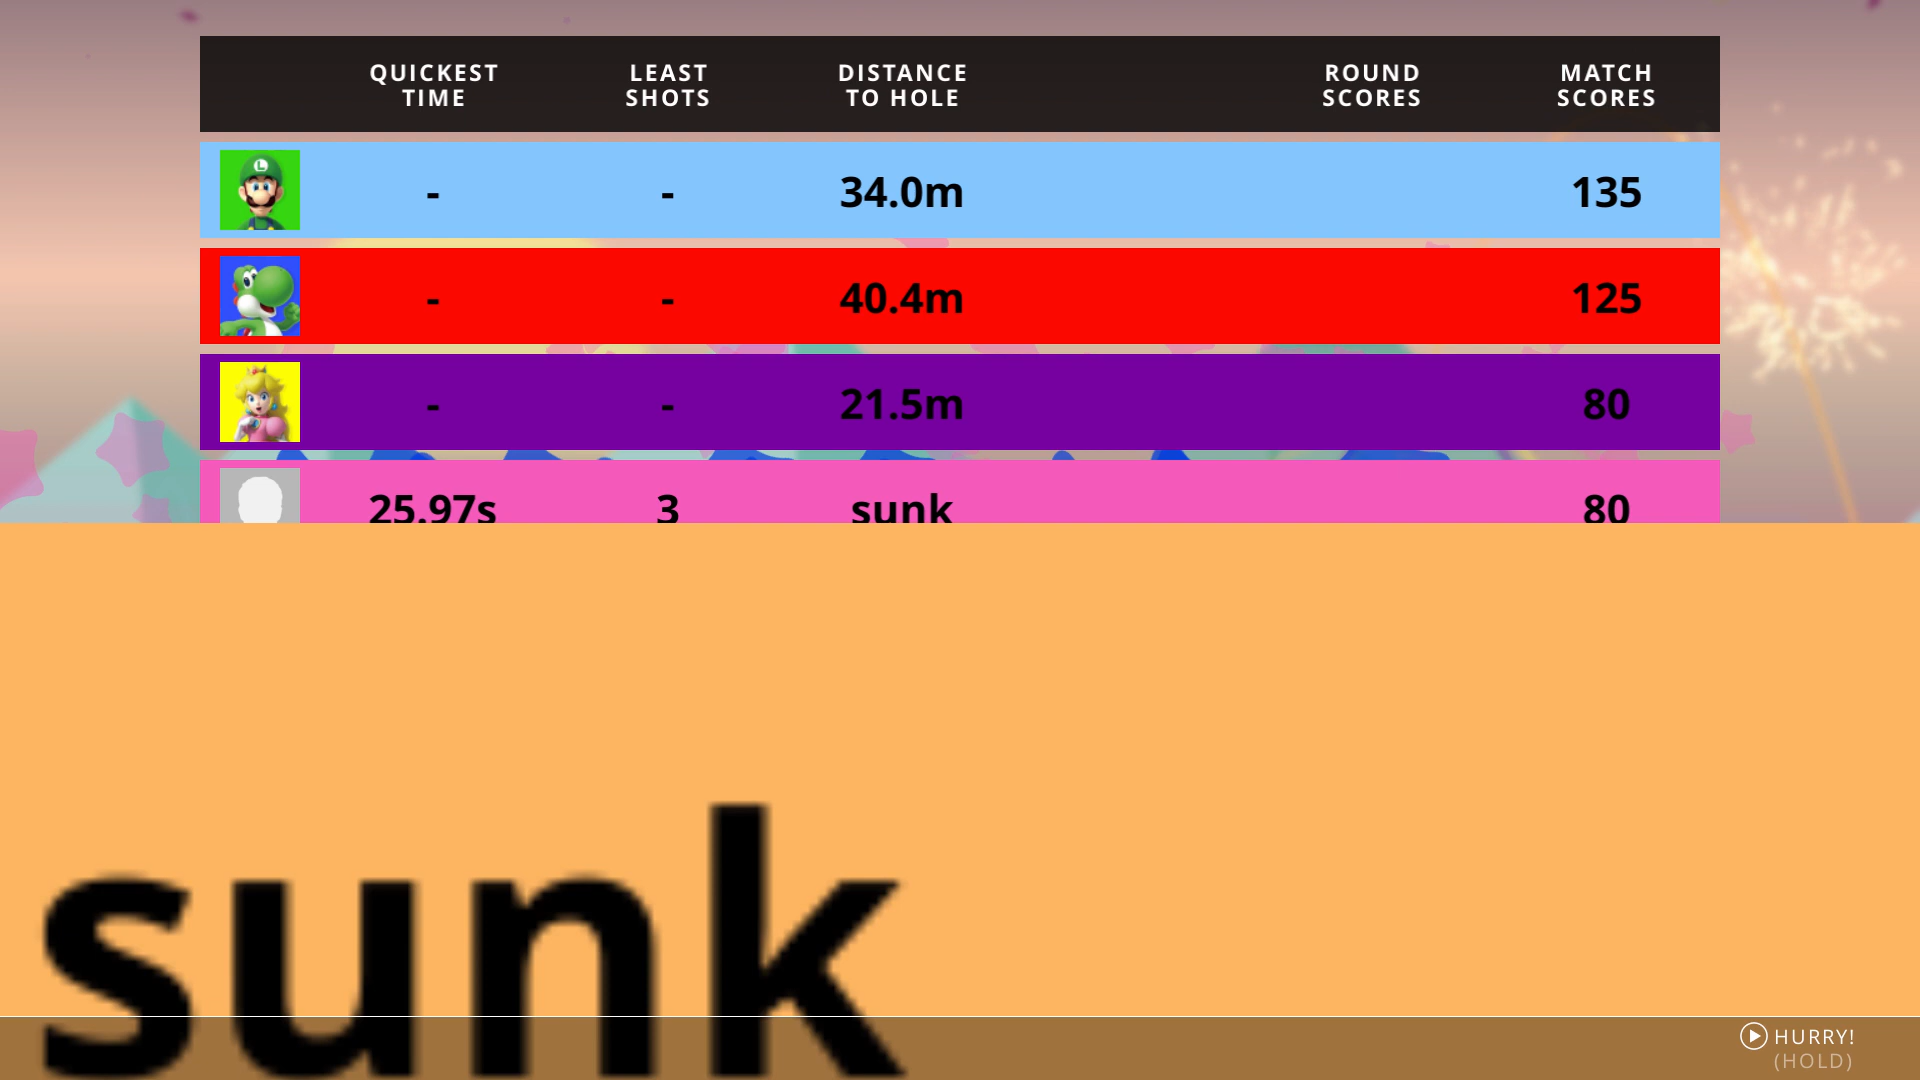 QUICKEST TIME LEAST SHOTS DISTANCE TO HOLE ROUND SCORES MATCH SCORES
- - 34.0m 135
- - 40.4m 125
- - 21.5m 80
25.97s 3 sunk 80
sunk
HURRY!
(HOLD)